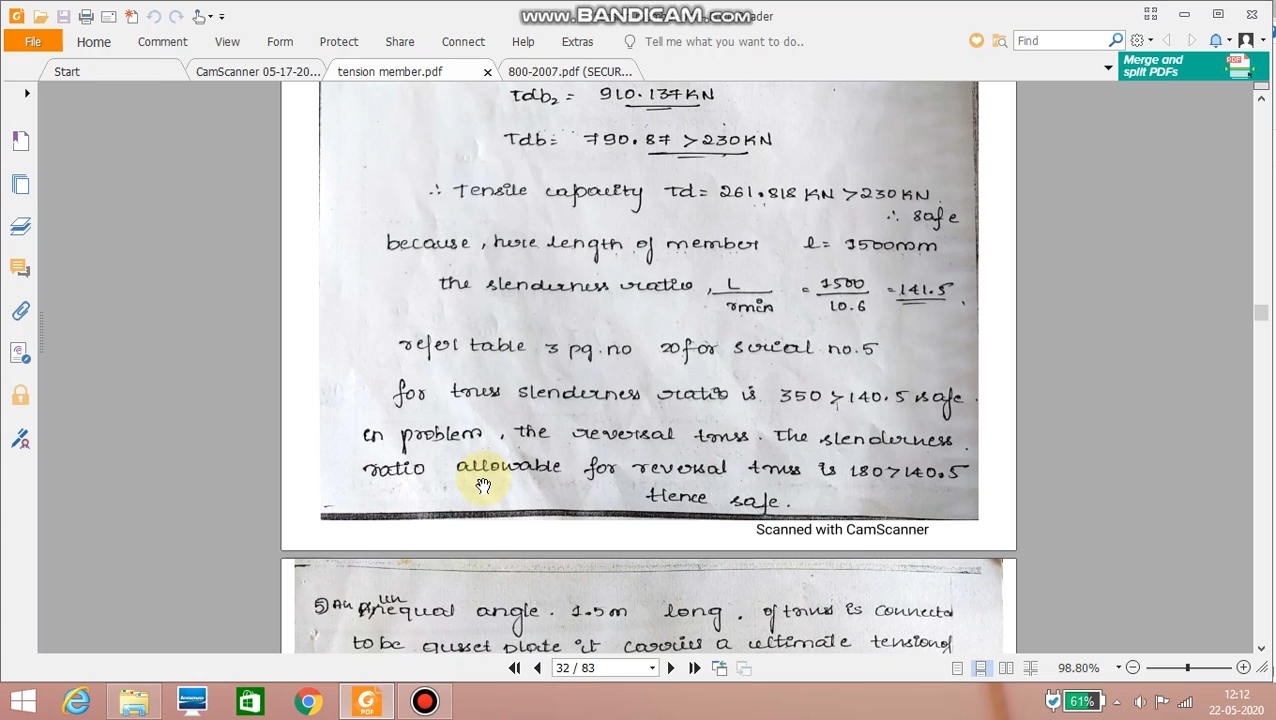 www.BANDICAM.com
ader
File
Home
Comment
View
Form
Protect
Share
Connect
Help
Extras
Tell me what you want to do..
Find
Merge and
split PDFs
Start
CamScanner 05-17-20...
tension member.pdf
800-2007.pdf (SECUR...
Tdb2 = 910.137KN
Tdb = 790.87 > 230KN
∴ Tensile capacity Td = 261.818 KN > 230KN
∴ safe
because, here length of member l = 1500mm
the slenderness ratio, L/rmin = 1500/10.6 = 141.5
refer table 3 pg.no 20 for serial no.5
for truss slenderness ratio is 350 > 140.5 safe
In problem, the reversal truss. The slenderness
ratio allowable for reversal truss is 180 > 140.5
Hence safe.
Scanned with CamScanner
5) An unequal angle. 1.5m long. of truss is connected
to be gusset plate it carries a ultimate tension of
32 / 83
98.80%
61%
12:12
22-05-2020